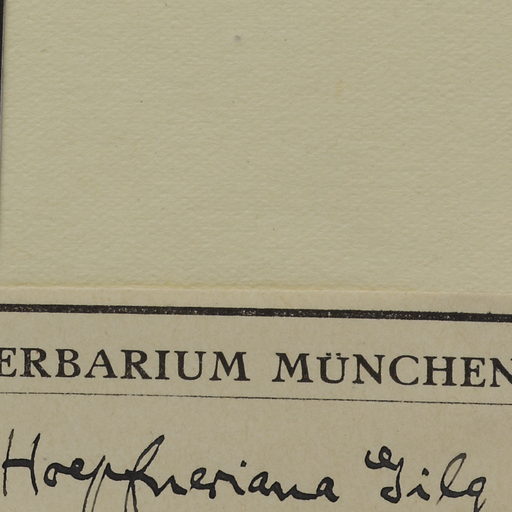 ERBARIUM MÜNCHEN
Hoepfneriana Gilg